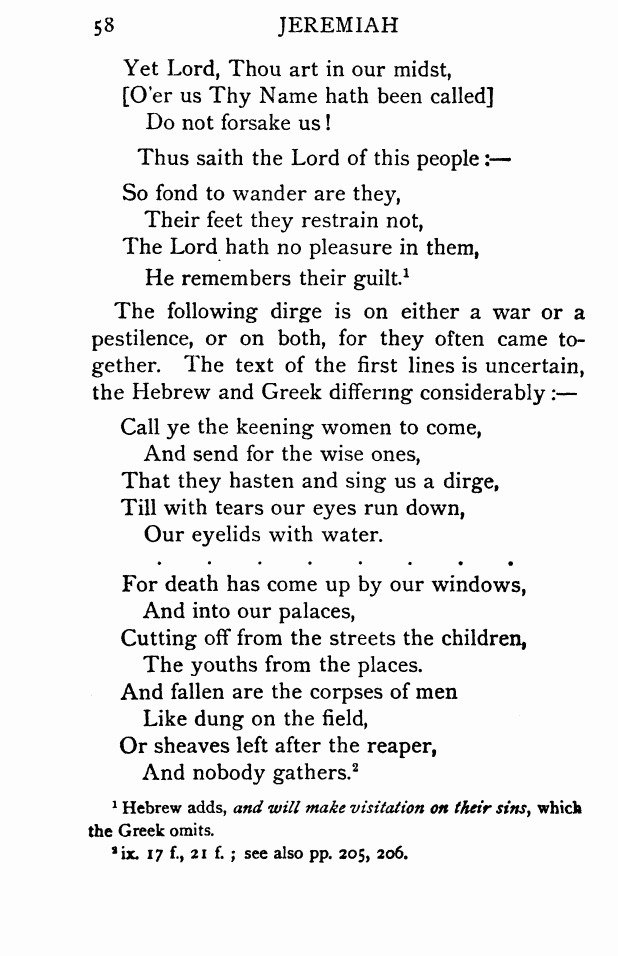 58 JEREMIAH
Yet Lord, Thou art in our midst,
[O'er us Thy Name hath been called]
Do not forsake us!
Thus saith the Lord of this people:—
So fond to wander are they,
Their feet they restrain not,
The Lord hath no pleasure in them,
He remembers their guilt.¹
The following dirge is on either a war or a
pestilence, or on both, for they often came to-
gether. The text of the first lines is uncertain,
the Hebrew and Greek differing considerably:—
Call ye the keening women to come,
And send for the wise ones,
That they hasten and sing us a dirge,
Till with tears our eyes run down,
Our eyelids with water.
. . . . . . . .
For death has come up by our windows,
And into our palaces,
Cutting off from the streets the children,
The youths from the places.
And fallen are the corpses of men
Like dung on the field,
Or sheaves left after the reaper,
And nobody gathers.²
¹ Hebrew adds, and will make visitation on their sins, which
the Greek omits.
² ix. 17 f., 21 f. ; see also pp. 205, 206.